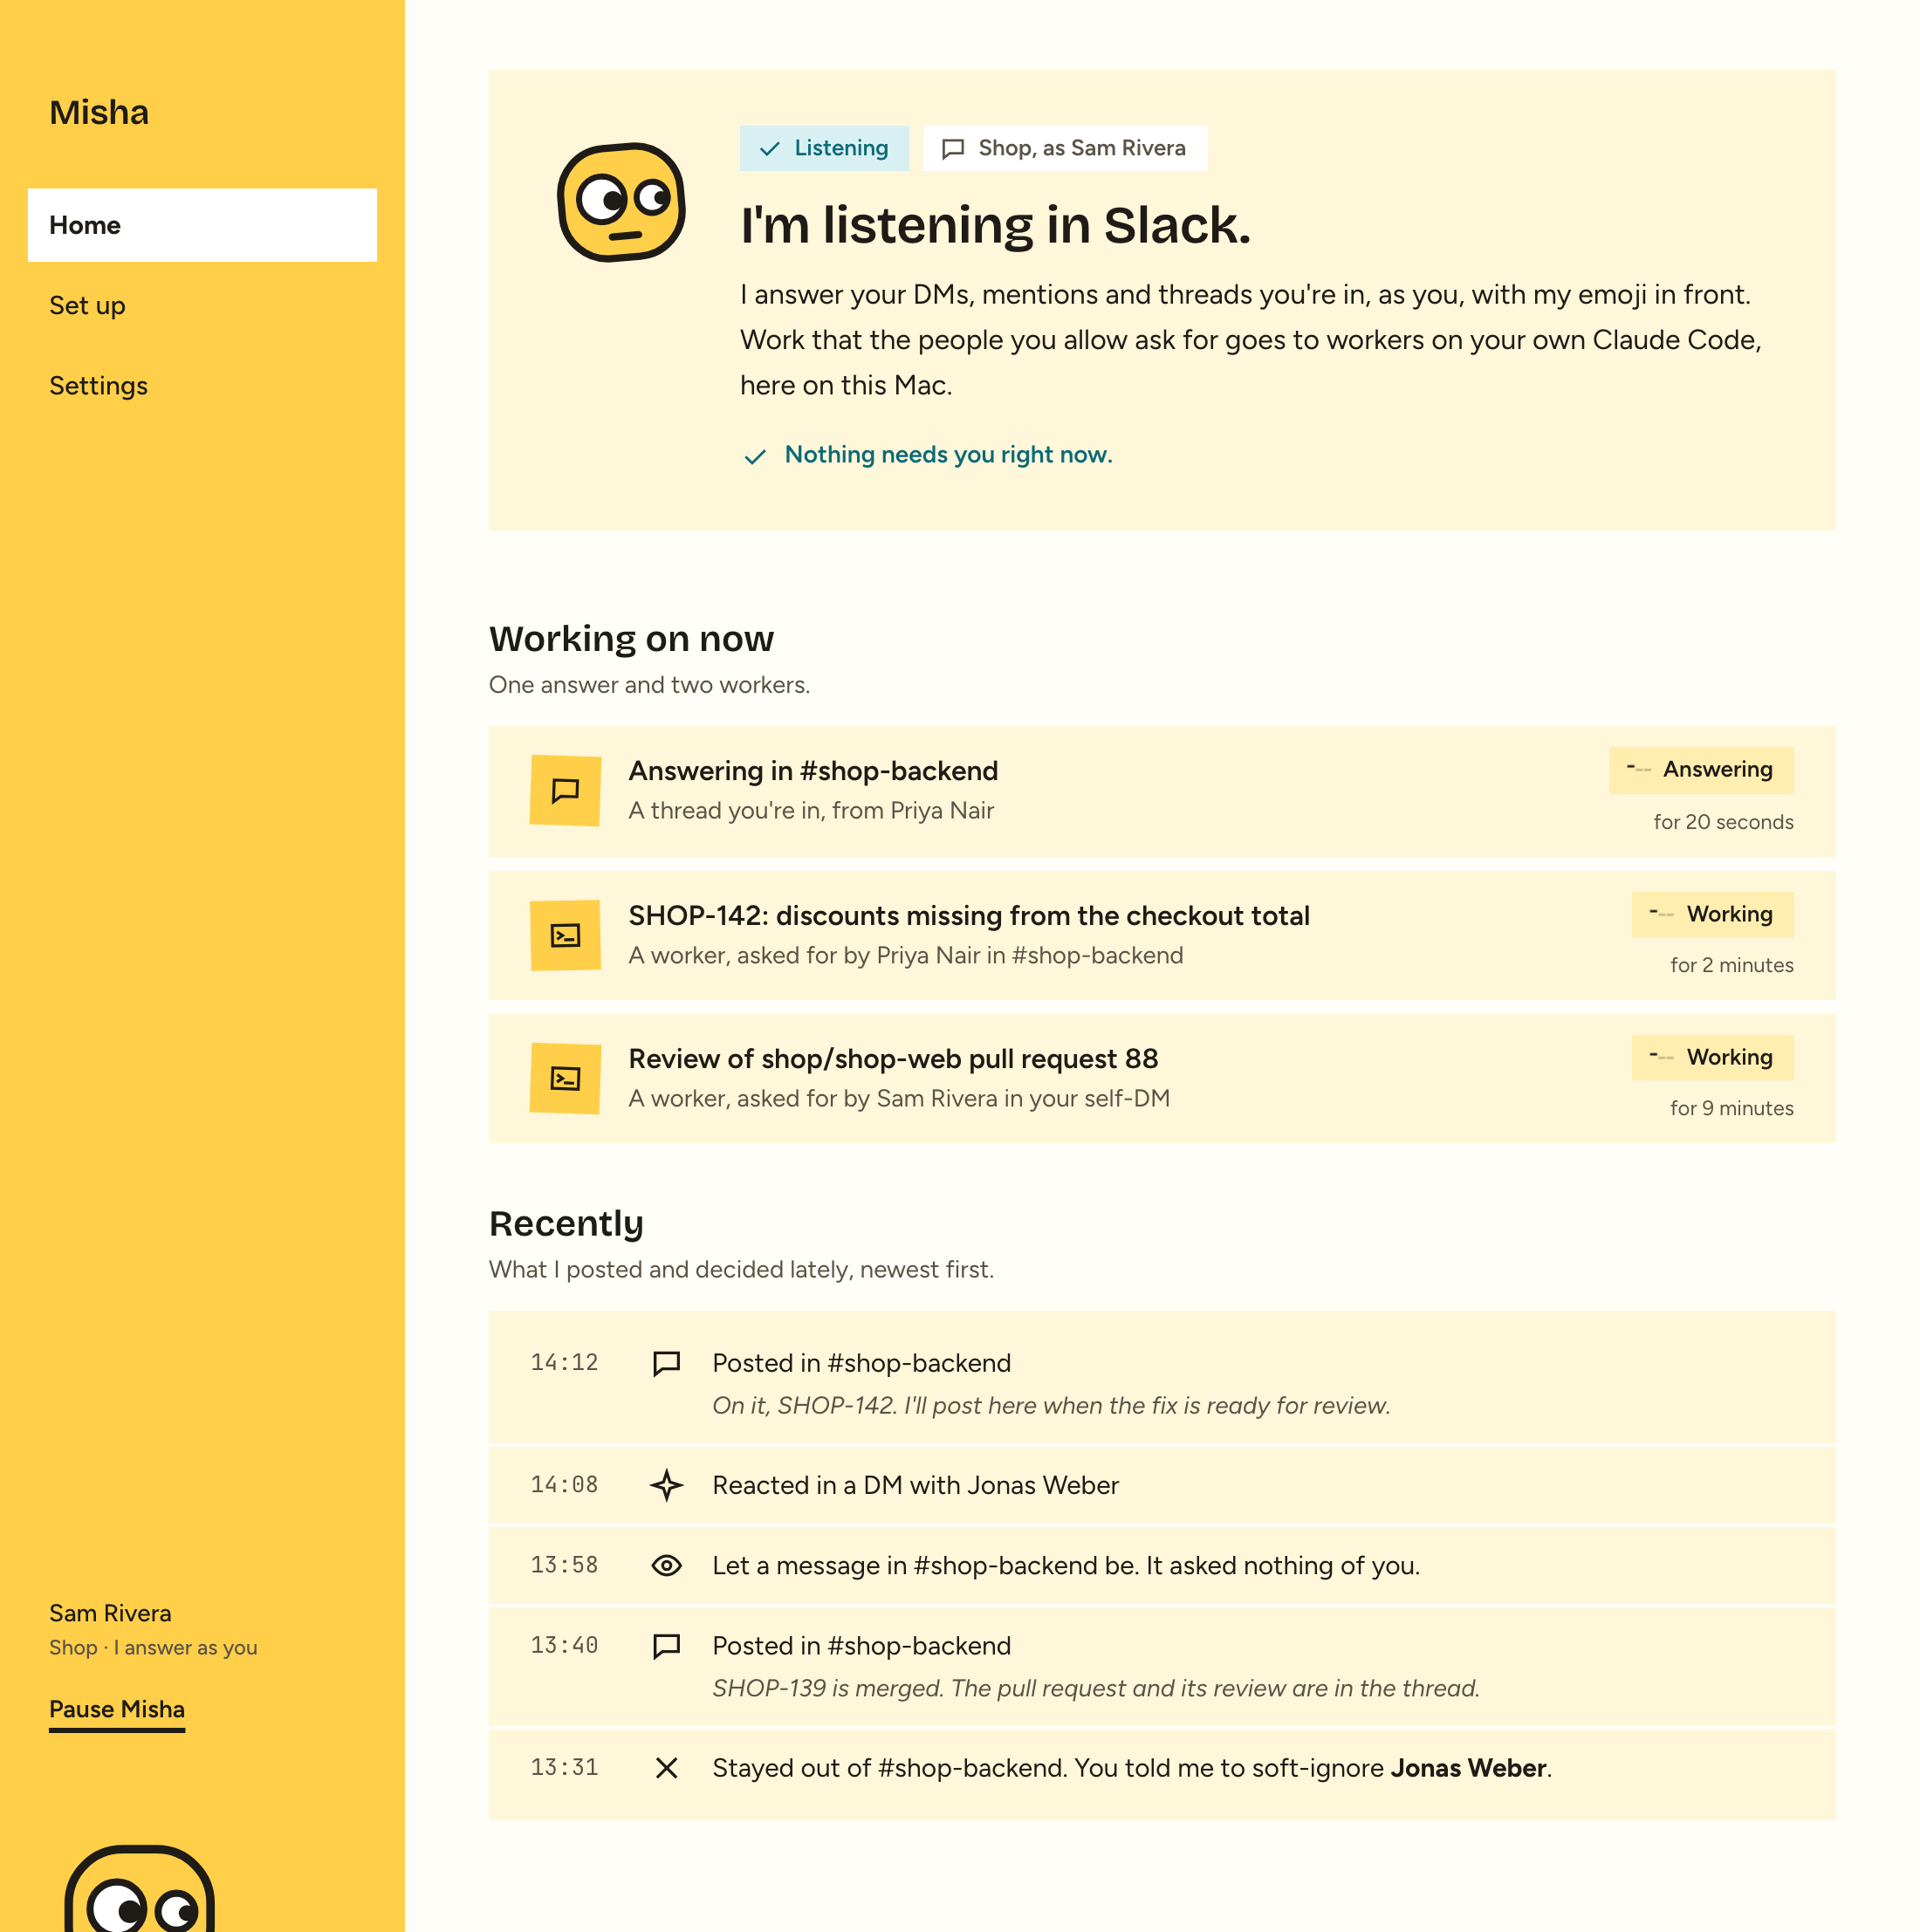 Misha
Home
Set up
Settings
Sam Rivera
Shop · I answer as you
Pause Misha
Listening
Shop, as Sam Rivera
I'm listening in Slack.
I answer your DMs, mentions and threads you're in, as you, with my emoji in front.
Work that the people you allow ask for goes to workers on your own Claude Code,
here on this Mac.
Nothing needs you right now.
Working on now
One answer and two workers.
Answering in #shop-backend
A thread you're in, from Priya Nair
Answering
for 20 seconds
SHOP-142: discounts missing from the checkout total
A worker, asked for by Priya Nair in #shop-backend
Working
for 2 minutes
Review of shop/shop-web pull request 88
A worker, asked for by Sam Rivera in your self-DM
Working
for 9 minutes
Recently
What I posted and decided lately, newest first.
14:12
Posted in #shop-backend
On it, SHOP-142. I'll post here when the fix is ready for review.
14:08
Reacted in a DM with Jonas Weber
13:58
Let a message in #shop-backend be. It asked nothing of you.
13:40
Posted in #shop-backend
SHOP-139 is merged. The pull request and its review are in the thread.
13:31
Stayed out of #shop-backend. You told me to soft-ignore Jonas Weber.